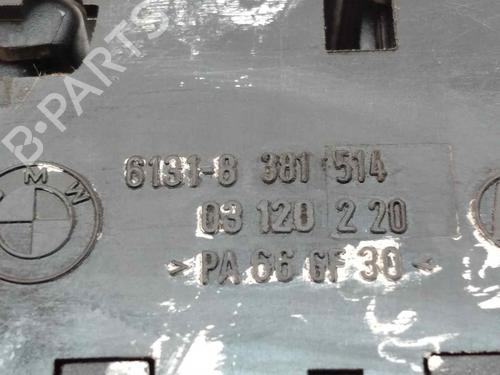 B-PARTS
BMW
6131-8 381 514
03 120 2 20
>PA 66 GF 30<